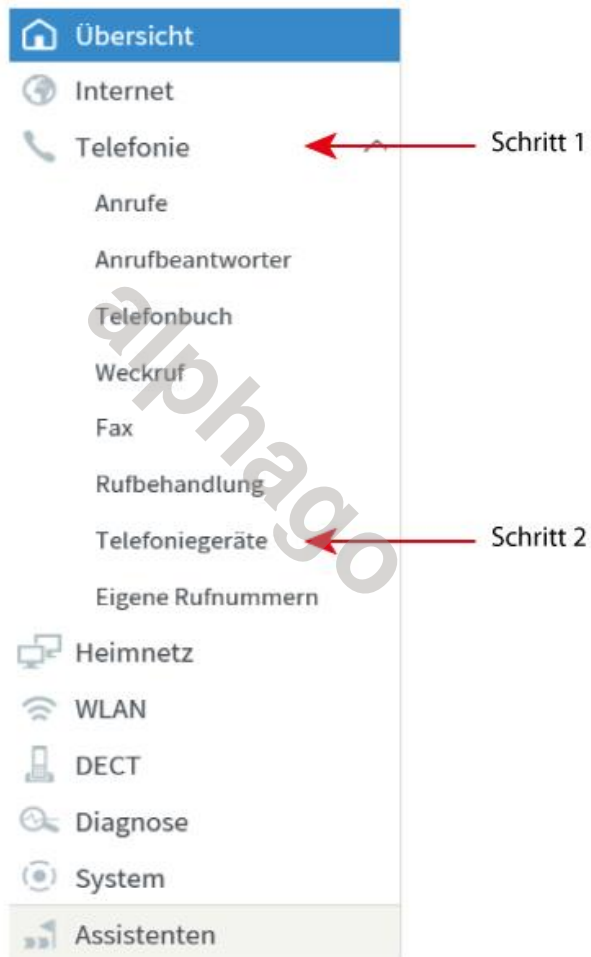 Übersicht
Internet
Telefonie Schritt 1
Anrufe
Anrufbeantworter
Telefonbuch
Weckruf
Fax
Rufbehandlung
Telefoniegeräte Schritt 2
Eigene Rufnummern
Heimnetz
WLAN
DECT
Diagnose
System
Assistenten
alphago